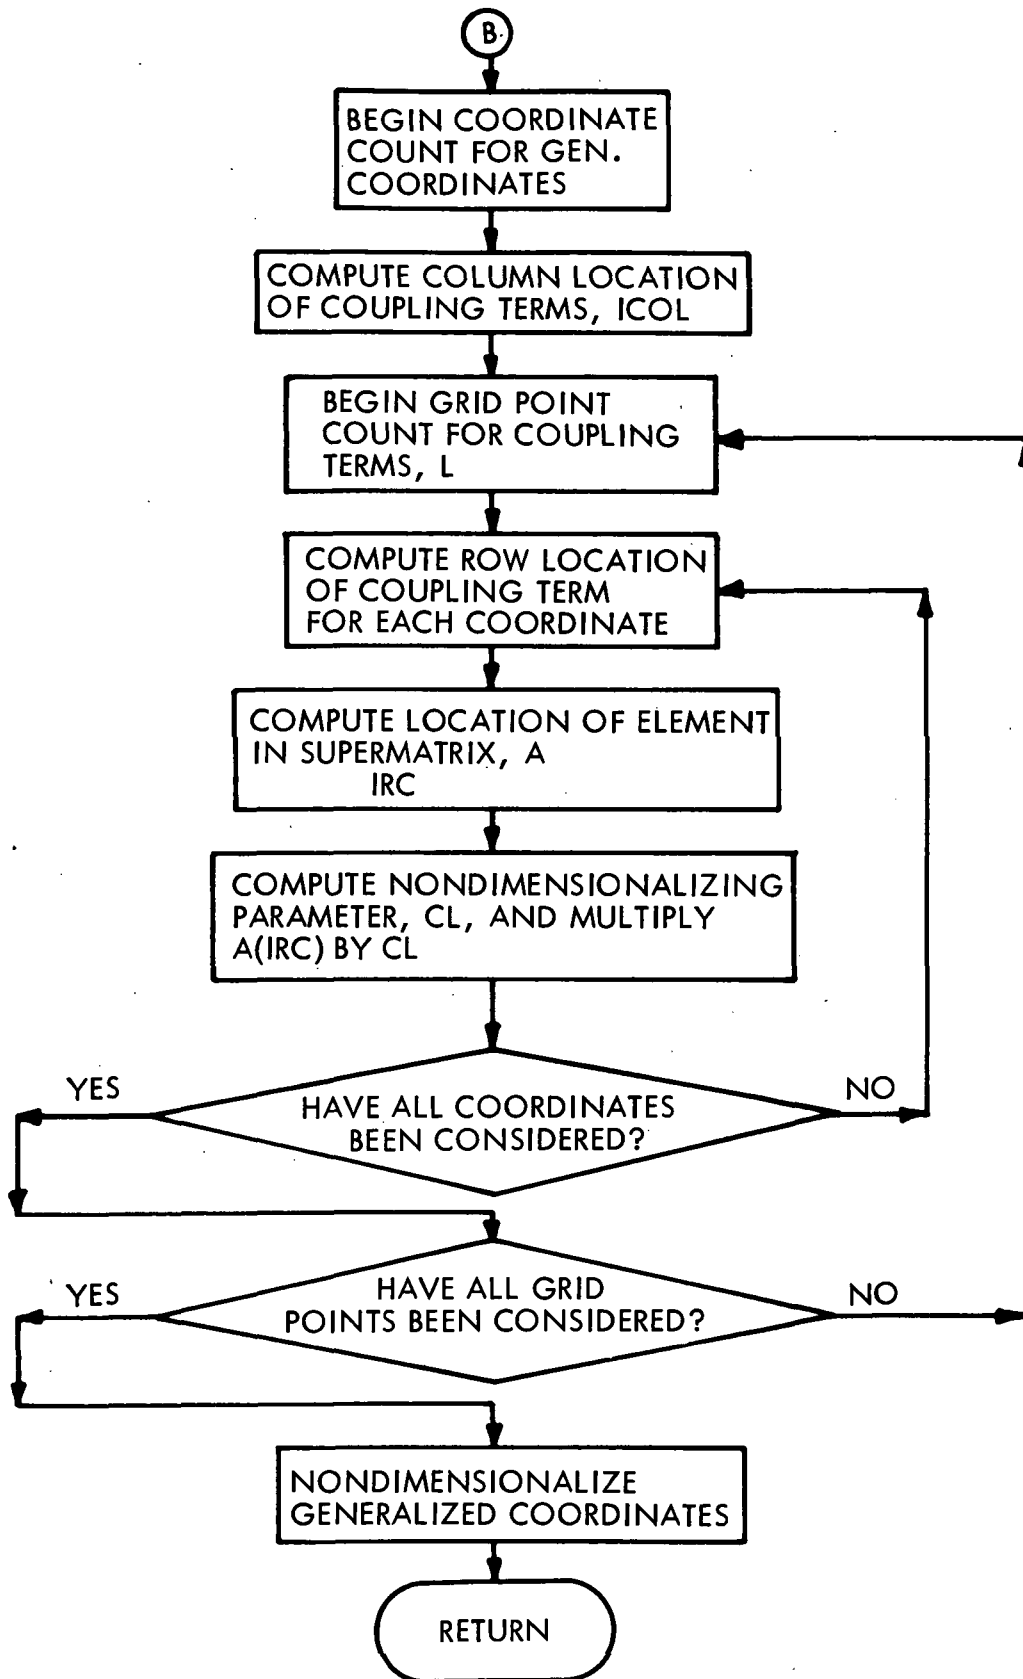 B
BEGIN COORDINATE
COUNT FOR GEN.
COORDINATES
COMPUTE COLUMN LOCATION
OF COUPLING TERMS, ICOL
BEGIN GRID POINT
COUNT FOR COUPLING
TERMS, L
COMPUTE ROW LOCATION
OF COUPLING TERM
FOR EACH COORDINATE
COMPUTE LOCATION OF ELEMENT
IN SUPERMATRIX, A
IRC
COMPUTE NONDIMENSIONALIZING
PARAMETER, CL, AND MULTIPLY
A(IRC) BY CL
YES
NO
HAVE ALL COORDINATES
BEEN CONSIDERED?
YES
NO
HAVE ALL GRID
POINTS BEEN CONSIDERED?
NONDIMENSIONALIZE
GENERALIZED COORDINATES
RETURN